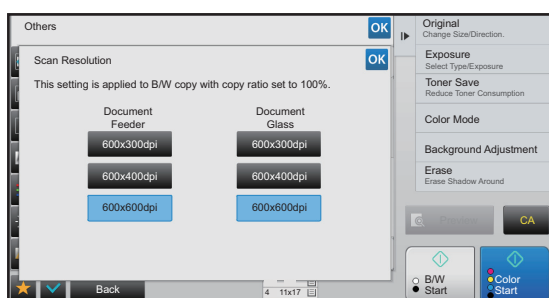 Others
OK
Scan Resolution
OK
This setting is applied to B/W copy with copy ratio set to 100%.
Document
Feeder
Document
Glass
600x300dpi
600x300dpi
600x400dpi
600x400dpi
600x600dpi
600x600dpi
Back
4 11x17
Original
Change Size/Direction.
Exposure
Select Type/Exposure
Toner Save
Reduce Toner Consumption
Color Mode
Background Adjustment
Erase
Erase Shadow Around
Preview
CA
B/W
Start
Color
Start